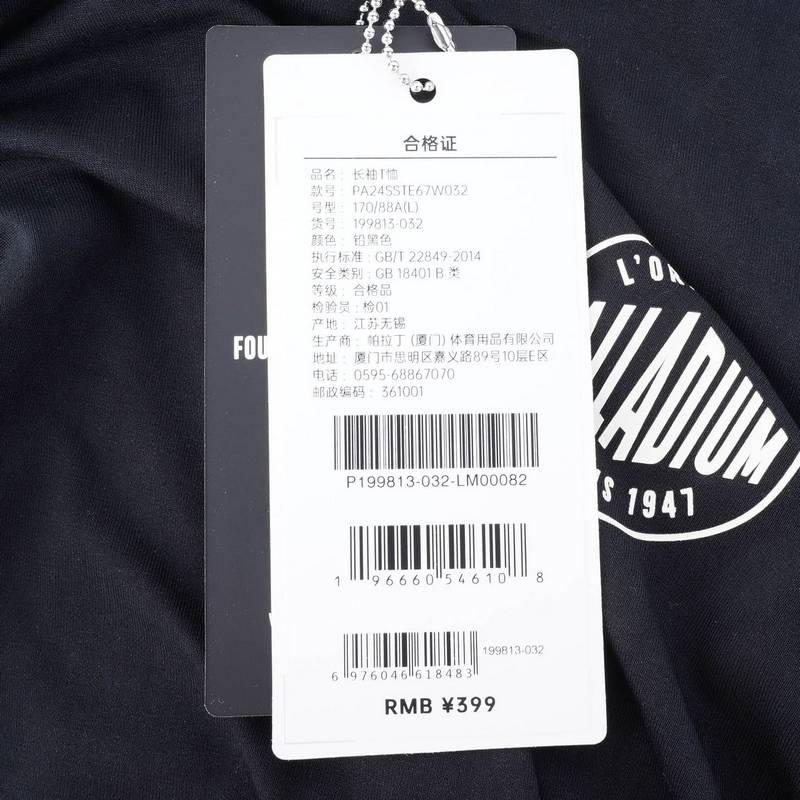 合格证
品名: 长袖T恤
款号: PA24SSTE67W032
号型: 170/88A(L)
货号: 199813-032
颜色: 铅黑色
执行标准: GB/T 22849-2014
安全类别: GB 18401 B 类
等级: 合格品
检验员: 检01
产地: 江苏无锡
生产商: 帕拉丁 (厦门) 体育用品有限公司
地址: 厦门市思明区嘉义路89号10层E区
电话: 0595-68867070
邮政编码: 361001
P199813-032-LM00082
1 96660 54610 8
199813-032
6 976046 618483
RMB ¥399
FOU
L'OR
LLADIUM
IS 1947